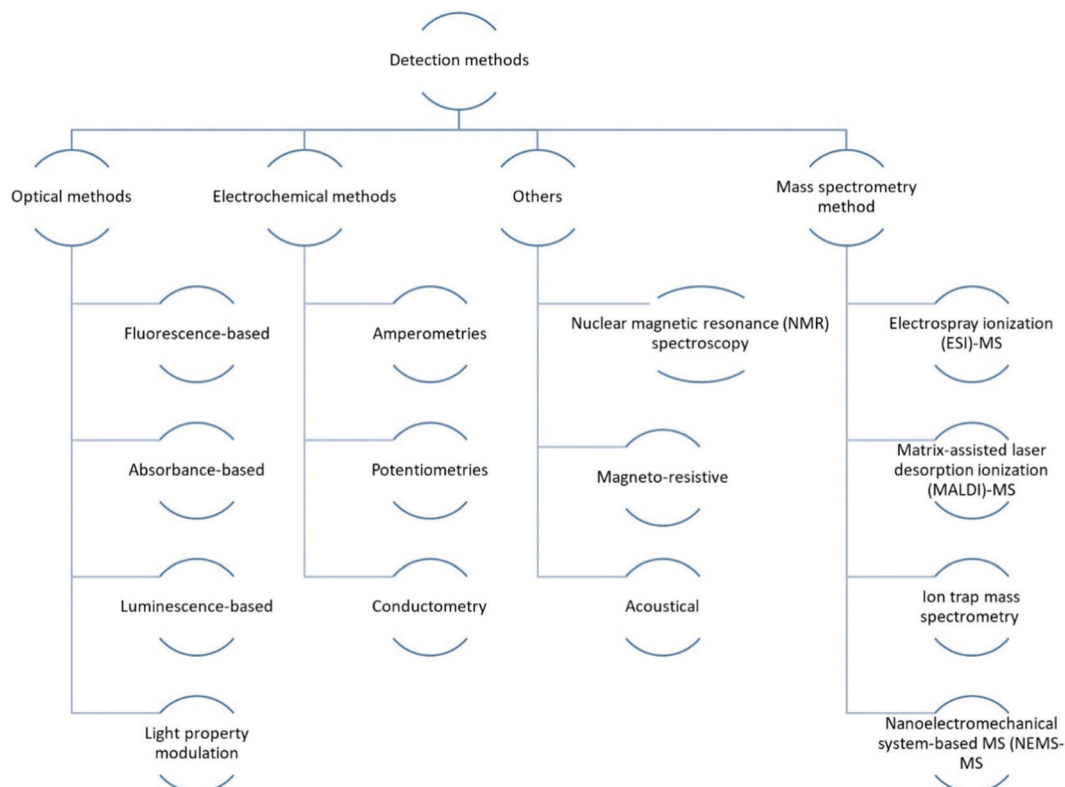 Detection methods
Optical methods
Electrochemical methods
Others
Mass spectrometry
method
Fluorescence-based
Amperometries
Nuclear magnetic resonance (NMR)
spectroscopy
Electrospray ionization
(ESI)-MS
Absorbance-based
Potentiometries
Magneto-resistive
Matrix-assisted laser
desorption ionization
(MALDI)-MS
Luminescence-based
Conductometry
Acoustical
Ion trap mass
spectrometry
Light property
modulation
Nanoelectromechanical
system-based MS (NEMS-
MS